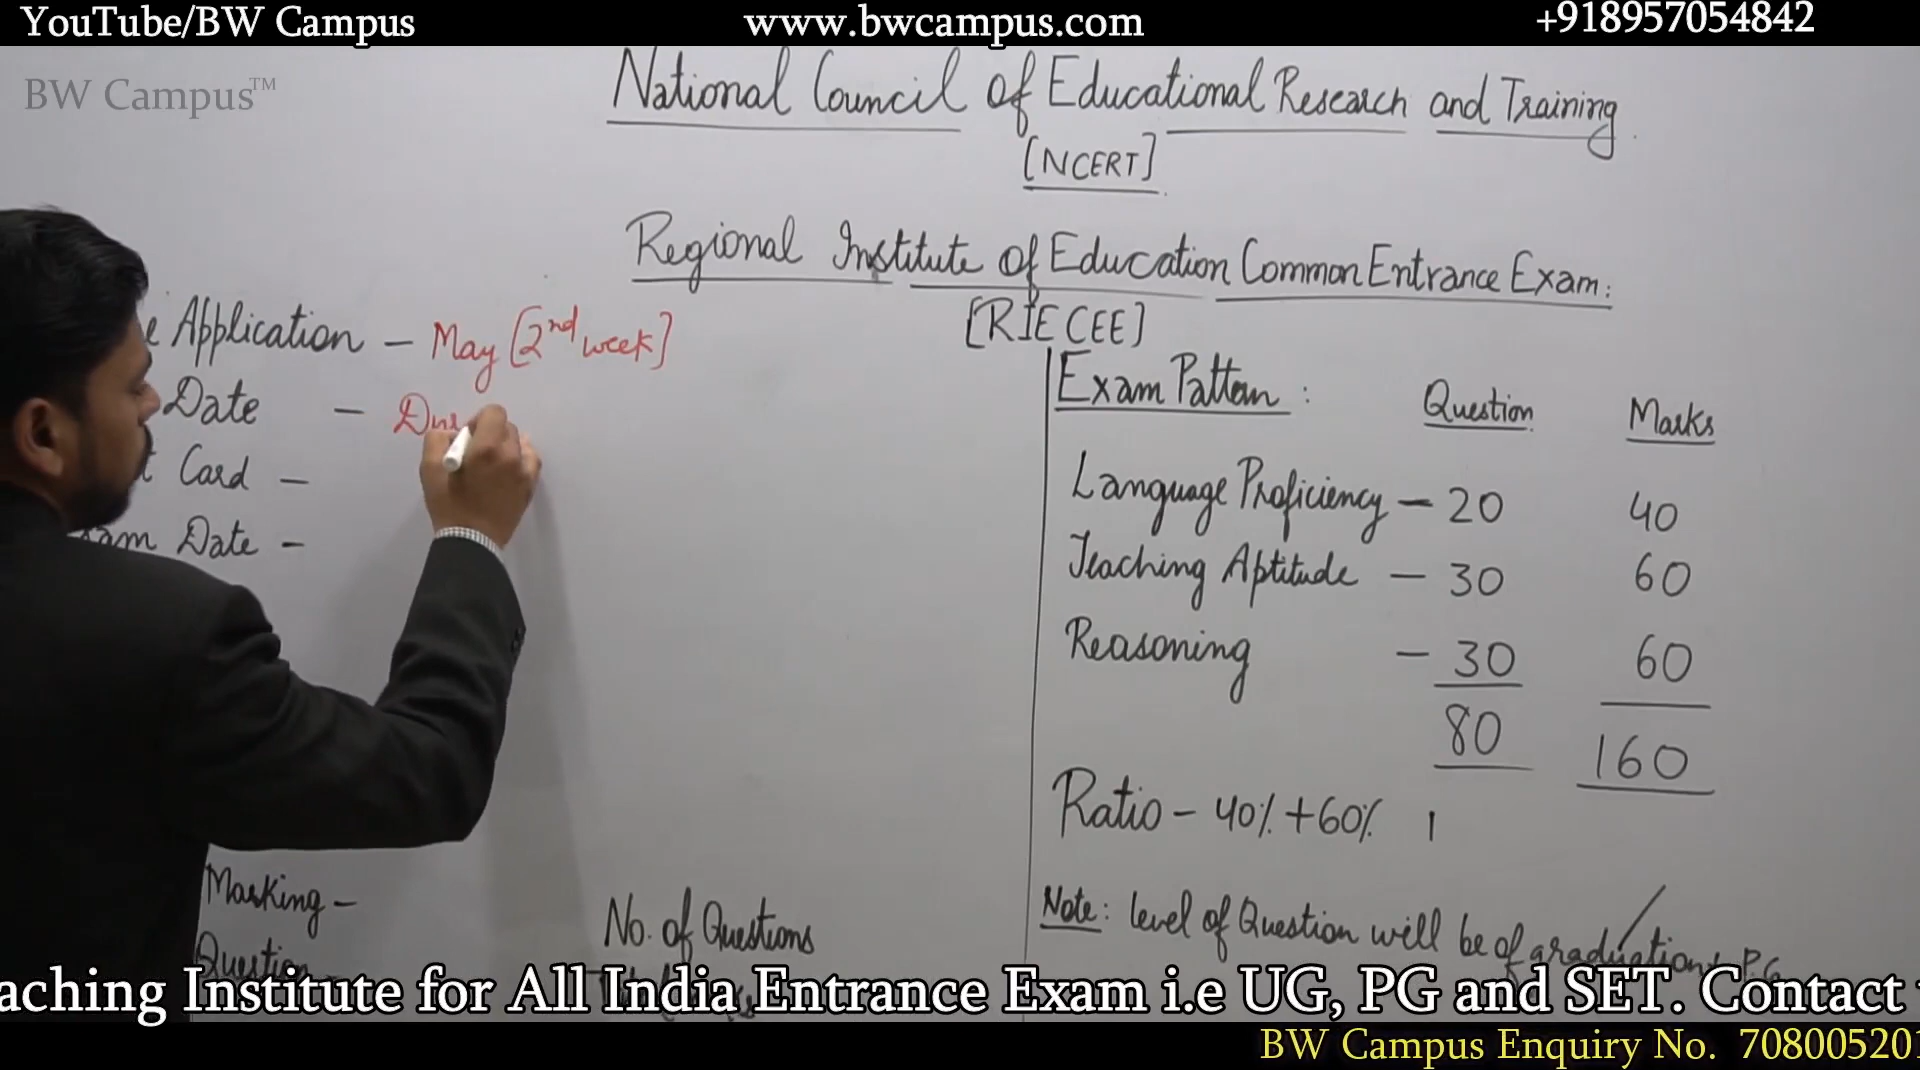 YouTube/BW Campus
www.bwcampus.com
+918957054842
BW Campus™
National Council of Educational Research and Training
[NCERT]
Regional Institute of Education Common Entrance Exam:
[RIE CEE]
Application - May [2nd week]
Date -
Card -
Date -
Marking -
Question -
No. of Questions
Exam Pattern : Question Marks
Language Proficiency - 20 40
Teaching Aptitude - 30 60
Reasoning - 30 60
80 160
Ratio - 40% + 60%
Note: level of Question will be of graduation
aching Institute for All India Entrance Exam i.e UG, PG and SET. Contact
BW Campus Enquiry No. 708005201